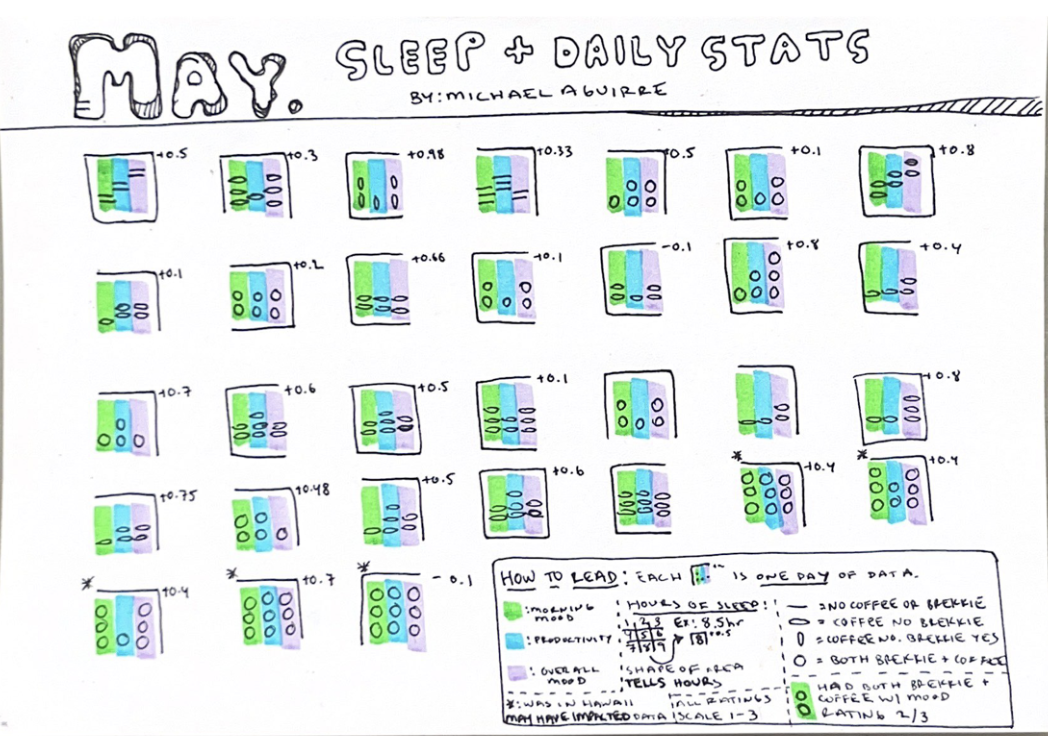 MAY. SLEEP + DAILY STATS
BY: MICHAEL AGUIRRE
+0.5 +0.3 +0.98 +0.33 +0.5 +0.1 +0.8
+0.1 +0.2 +0.66 +0.1 -0.1 +0.8 +0.4
+0.7 +0.6 +0.5 +0.1 +0.8
+0.75 +0.48 +0.5 +0.6 * +0.4 * +0.4
* +0.4 * +0.7 * -0.1
HOW TO READ: EACH IS ONE DAY OF DATA.
: MORNING MOOD
: PRODUCTIVITY
: OVERALL MOOD
*: WAS IN HAWAII
MAY HAVE IMPACTED DATA
HOURS OF SLEEP:
1 2 3 EX: 8.5hr
4 5 6 8 +0.5
7 8 9
SHAPE OF AREA
TELLS HOURS
ALL RATINGS
SCALE 1-3
= NO COFFEE OR BREKKIE
= COFFEE NO BREKKIE
= COFFEE NO. BREKKIE YES
= BOTH BREKKIE + COFFEE
HAD BOTH BREKKIE +
COFFEE W/ MOOD
RATING 2/3